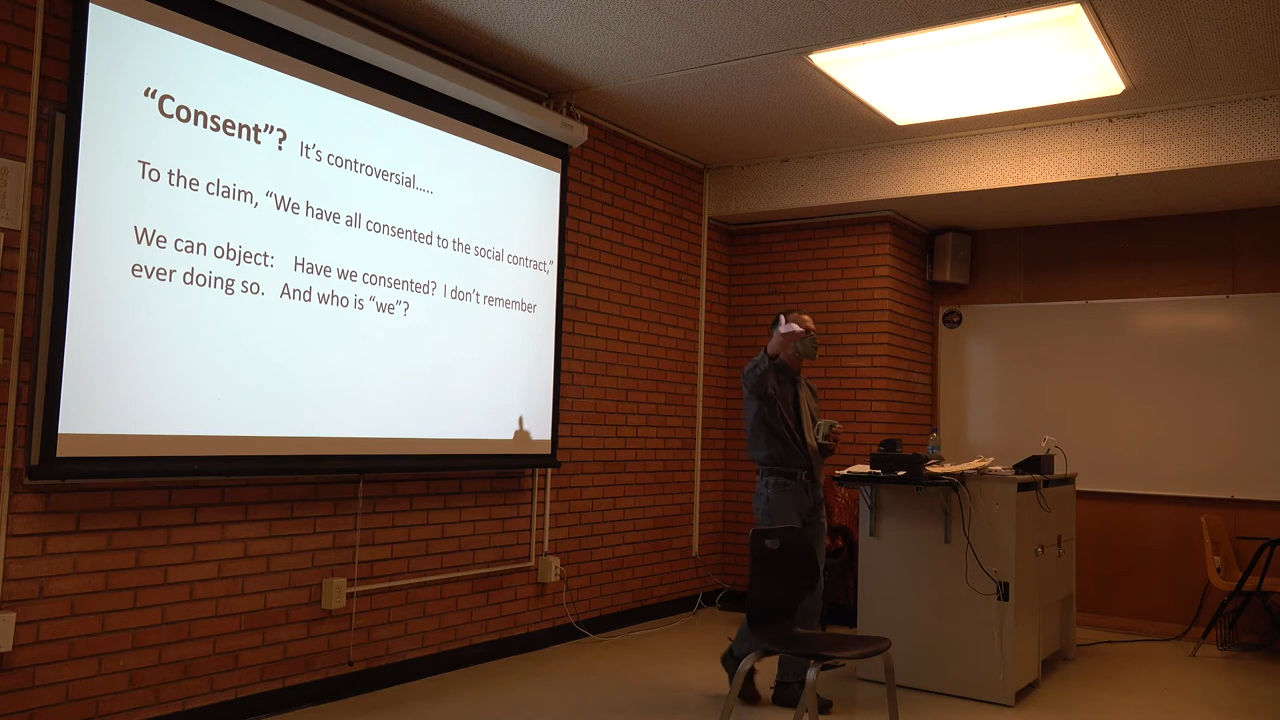 “Consent”? It’s controversial.....
To the claim, “We have all consented to the social contract,”
We can object: Have we consented? I don’t remember
ever doing so. And who is “we”?